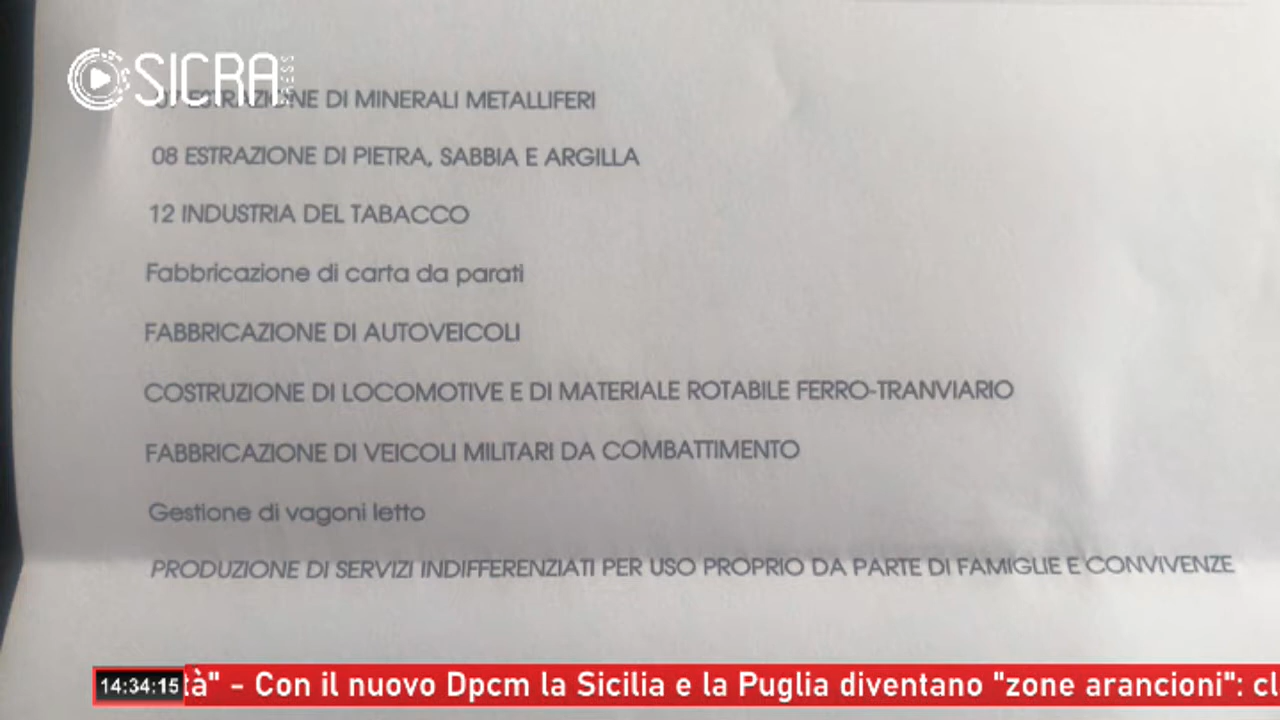 SICRA
PRESS
07 ESTRAZIONE DI MINERALI METALLIFERI
08 ESTRAZIONE DI PIETRA, SABBIA E ARGILLA
12 INDUSTRIA DEL TABACCO
Fabbricazione di carta da parati
FABBRICAZIONE DI AUTOVEICOLI
COSTRUZIONE DI LOCOMOTIVE E DI MATERIALE ROTABILE FERRO-TRANVIARIO
FABBRICAZIONE DI VEICOLI MILITARI DA COMBATTIMENTO
Gestione di vagoni letto
PRODUZIONE DI SERVIZI INDIFFERENZIATI PER USO PROPRIO DA PARTE DI FAMIGLIE E CONVIVENZE
14:34:15 tà" - Con il nuovo Dpcm la Sicilia e la Puglia diventano "zone arancioni":